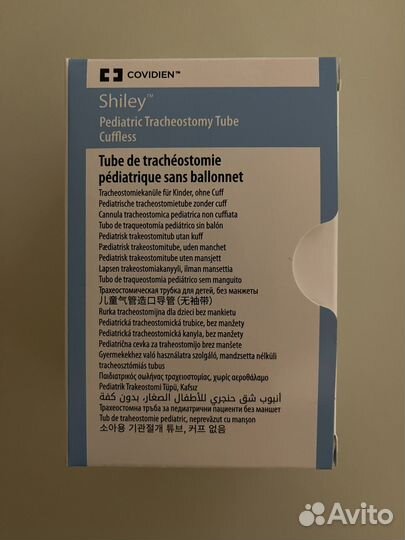 COVIDIEN™
Shiley™
Pediatric Tracheostomy Tube
Cuffless
Tube de trachéostomie
pédiatrique sans ballonnet
Tracheostomiekanüle für Kinder, ohne Cuff
Pediatrische tracheostomietube zonder cuff
Cannula tracheostomica pediatrica non cuffiata
Tubo de traqueotomía pediátrico sin balón
Pediatrisk trakeostomitub utan kuff
Pædiatrisk trakeostomitube, uden manchet
Pediatrisk trakeostomitube uten mansjett
Lapsen trakeostomiakanyyli, ilman mansettia
Tubo de traqueostomia pediátrico sem manguito
Трахеостомическая трубка для детей, без манжеты
儿童气管造口导管(无袖带)
Rurka tracheostomijna dla dzieci bez mankietu
Pediatrická tracheostomická trubice, bez manžety
Pediatrická tracheostomická kanyla, bez manžety
Pedijatrična cevka za traheostomijo brez manšete
Gyermekekhez való használatra szolgáló, mandzsetta nélküli
tracheosztómiás tubus
Παιδιατρικός σωλήνας τραχειοστομίας, χωρίς αεροθάλαμο
Pediatrik Trakeostomi Tüpü, Kafsız
أنبوب شق حنجري للأطفال الصغار، بدون كفة
Трахеостомна тръба за педиатрични пациенти без маншет
Tub de traheostomie pediatric, neprevăzut cu manșon
소아용 기관절개 튜브, 커프 없음
Avito